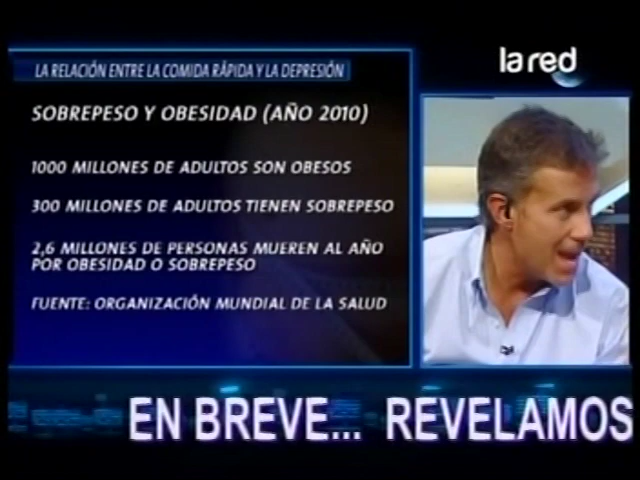 la red
LA RELACIÓN ENTRE LA COMIDA RÁPIDA Y LA DEPRESIÓN
SOBREPESO Y OBESIDAD (AÑO 2010)
1000 MILLONES DE ADULTOS SON OBESOS
300 MILLONES DE ADULTOS TIENEN SOBREPESO
2,6 MILLONES DE PERSONAS MUEREN AL AÑO
POR OBESIDAD O SOBREPESO
FUENTE: ORGANIZACIÓN MUNDIAL DE LA SALUD
EN BREVE... REVELAMOS